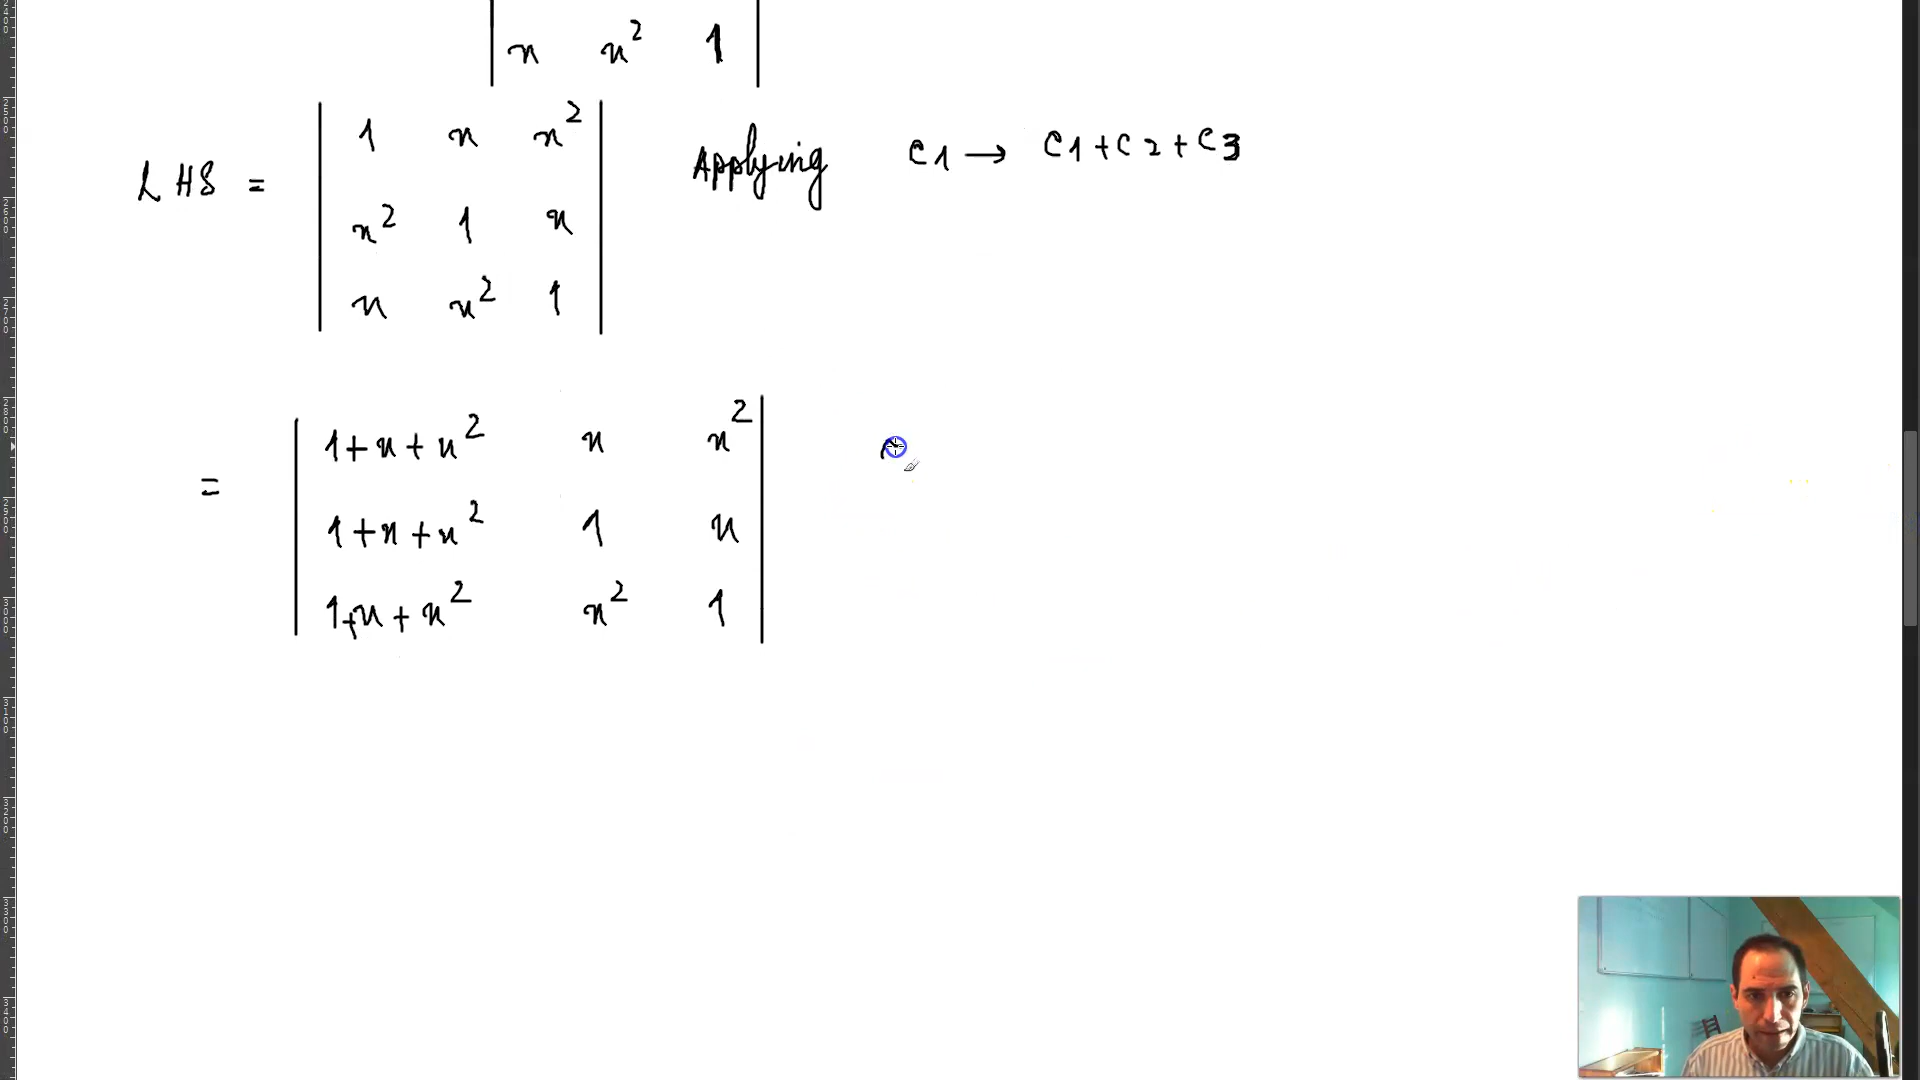 x x² 1
LHS = | 1 x x² | Applying C1 → C1+C2+C3
x² 1 x
x x² 1
= | 1+x+x² x x² |
1+x+x² 1 x
1+x+x² x² 1